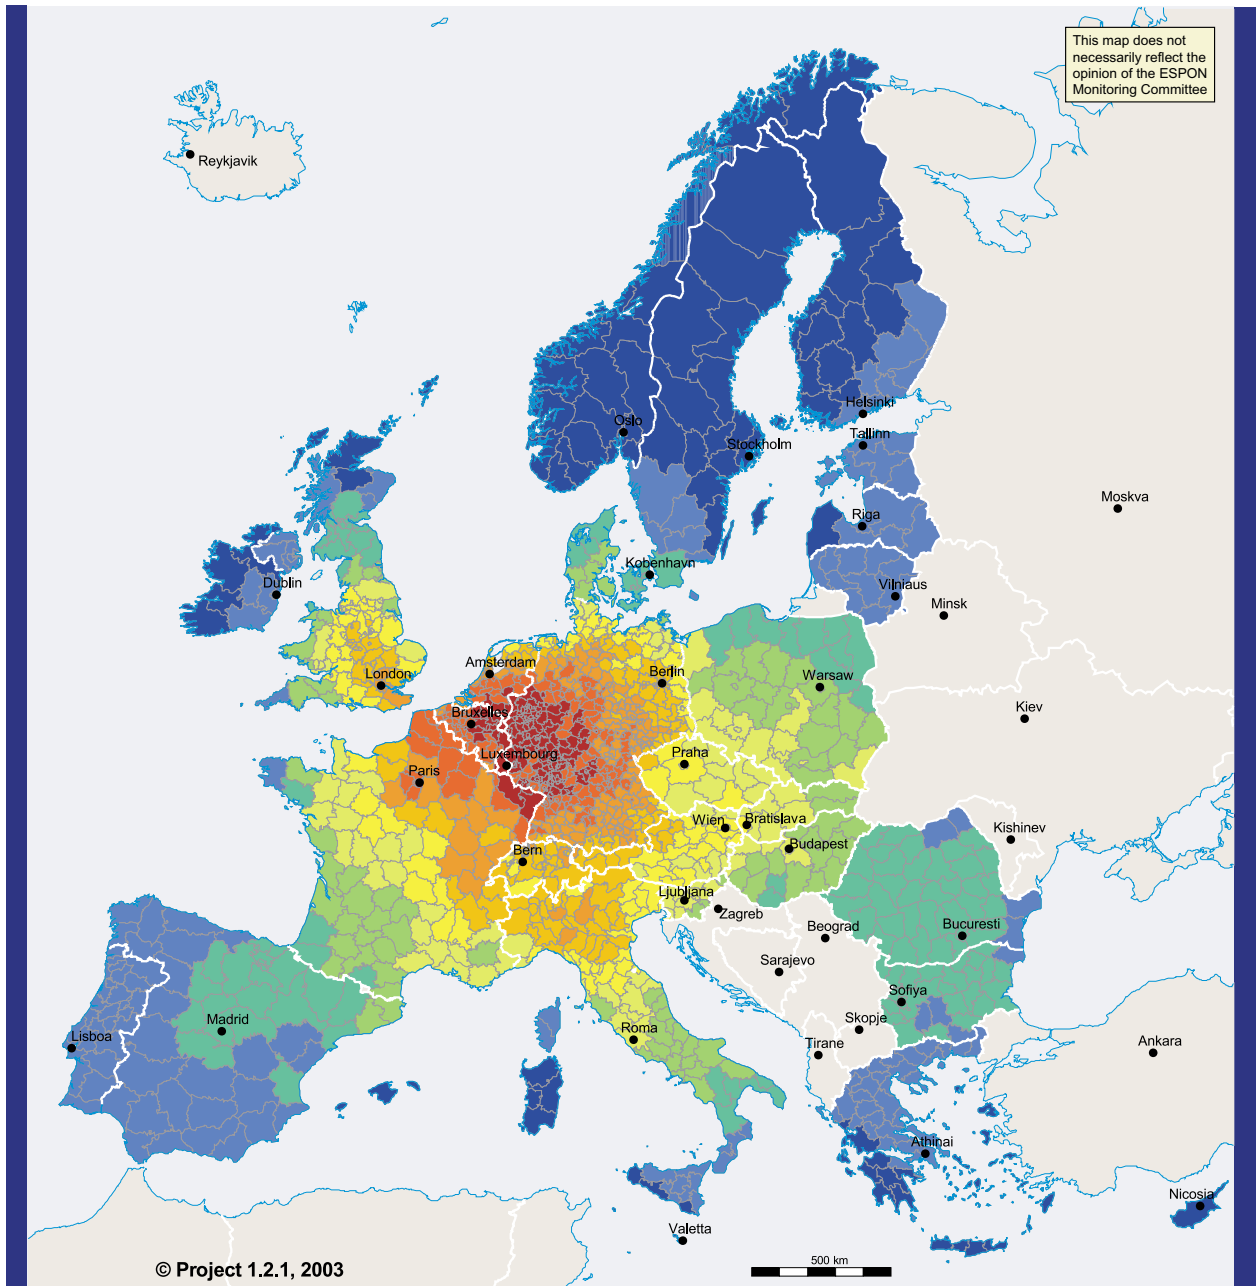 This map does not
necessarily reflect the
opinion of the ESPON
Monitoring Committee
Reykjavik
Helsinki
Oslo
Tallinn
Stockholm
Moskva
Riga
Kobenhavn
Dublin
Vilniaus
Minsk
Amsterdam
Berlin
London
Warsaw
Bruxelles
Kiev
Luxembourg
Praha
Paris
Wien
Bratislava
Kishinev
Bern
Budapest
Ljubljana
Zagreb
Beograd
Bucuresti
Sarajevo
Sofiya
Madrid
Roma
Skopje
Lisboa
Tirane
Ankara
Athinai
Nicosia
Valetta
500 km
© Project 1.2.1, 2003